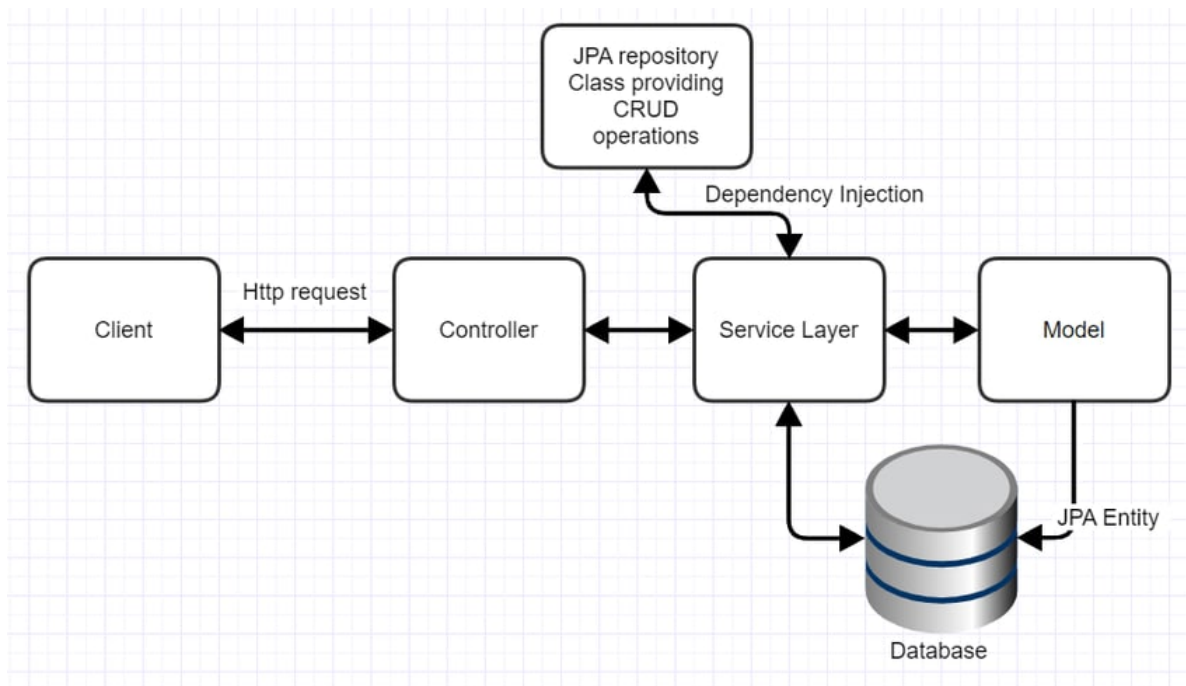 JPA repository
Class providing
CRUD
operations
Dependency Injection
Client
Http request
Controller
Service Layer
Model
JPA Entity
Database